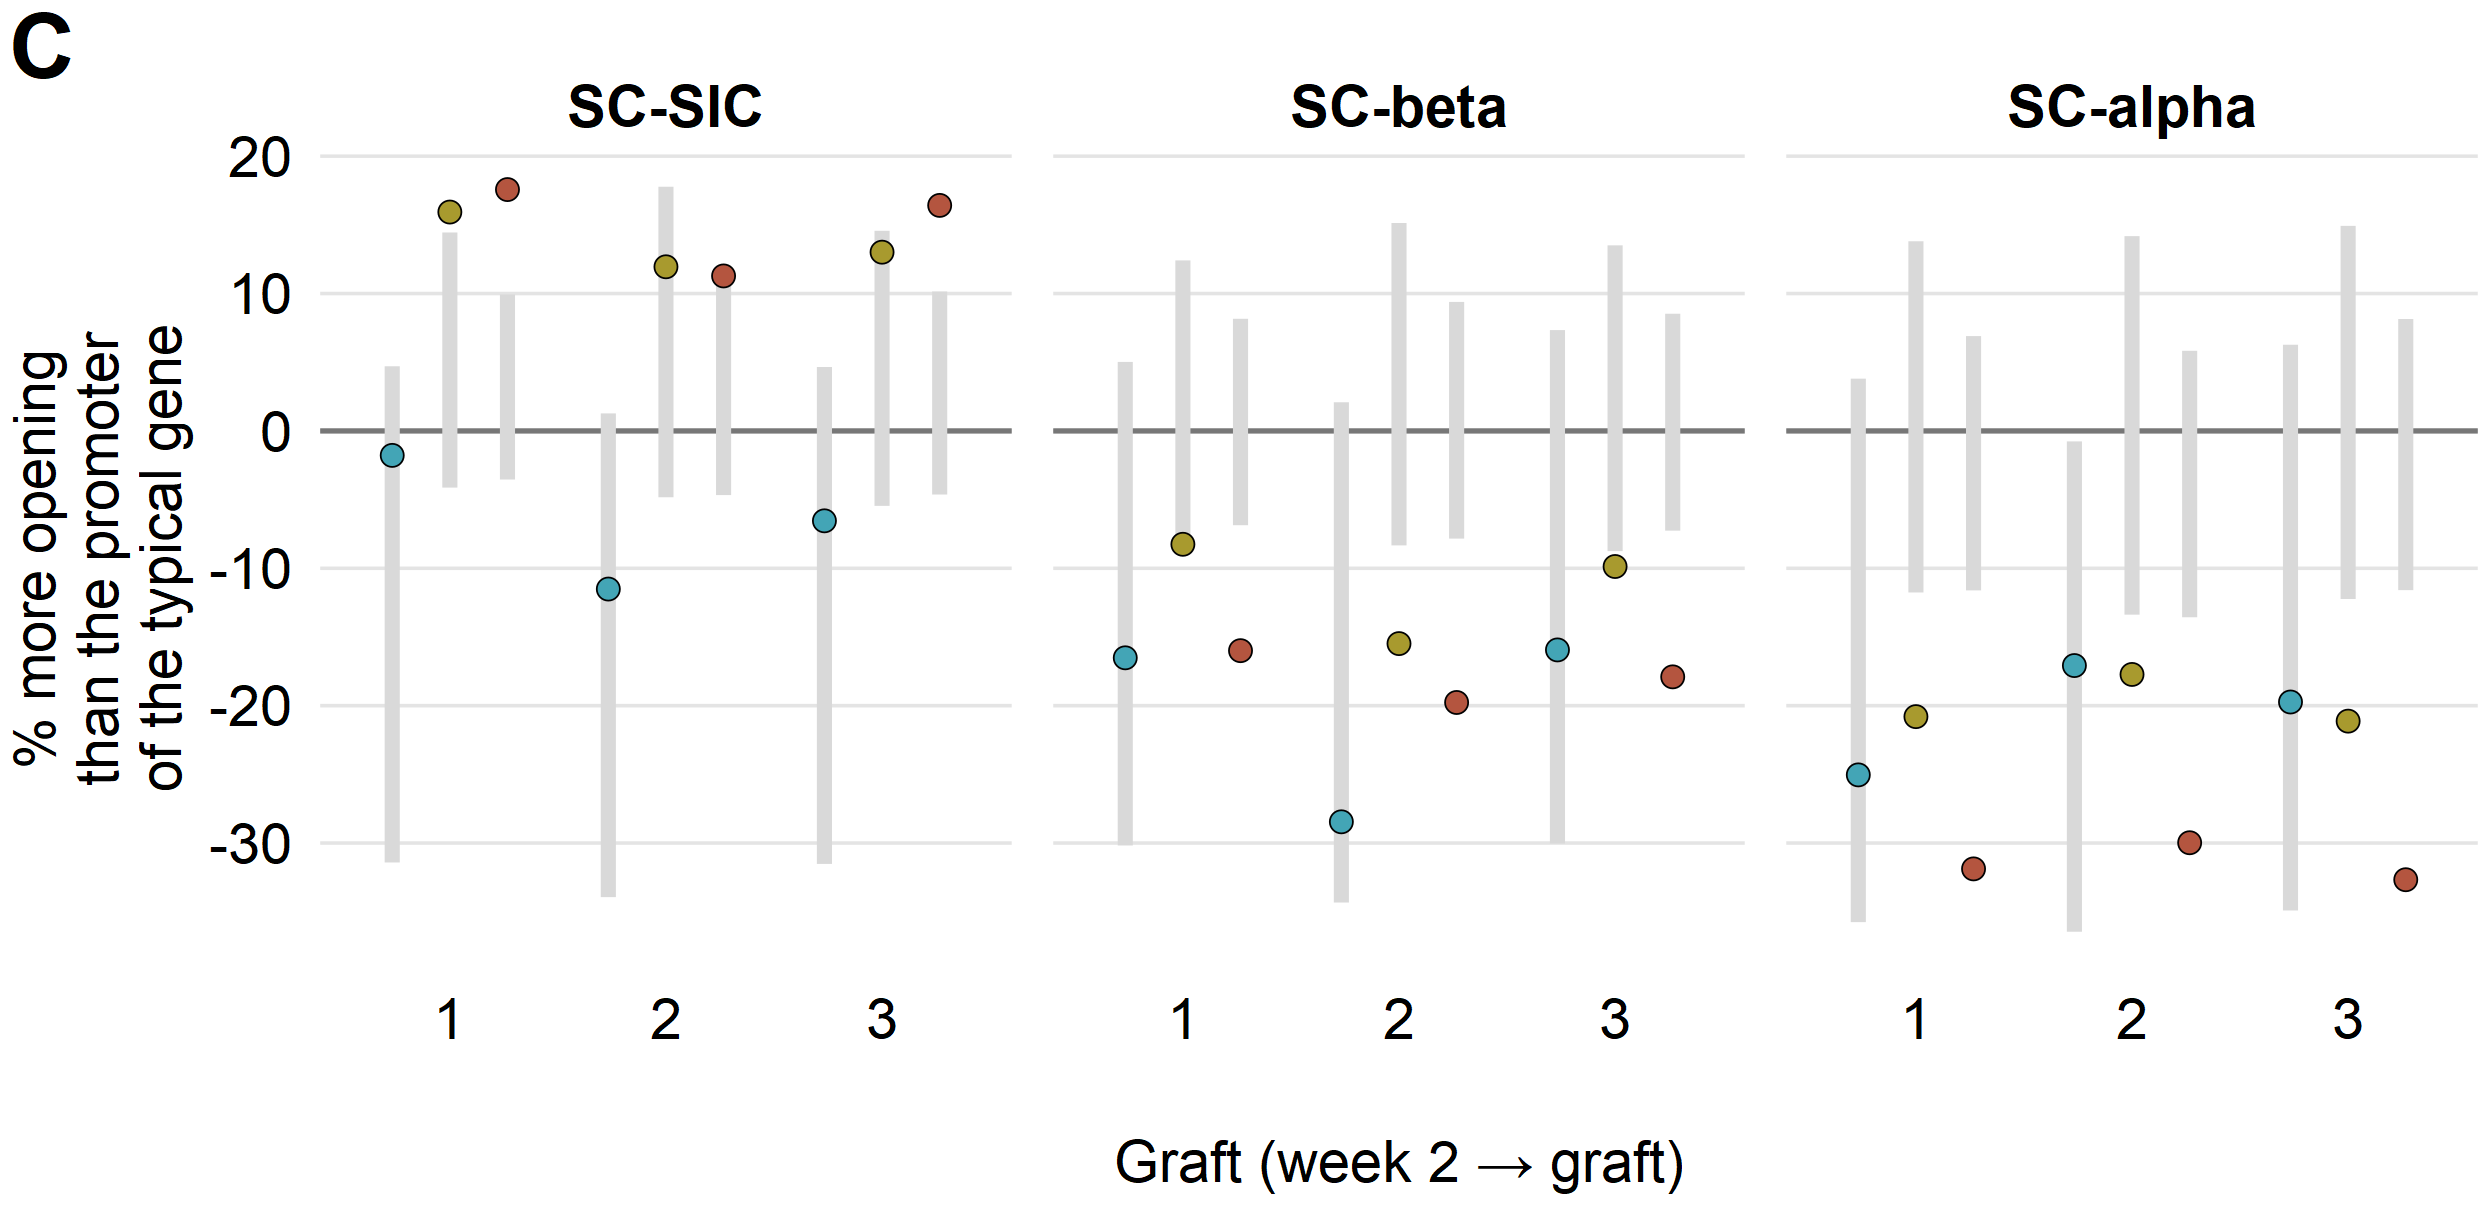 C
SC-SIC
SC-beta
SC-alpha
% more opening
than the promoter
of the typical gene
20
10
0
-10
-20
-30
1 2 3
1 2 3
1 2 3
Graft (week 2 → graft)